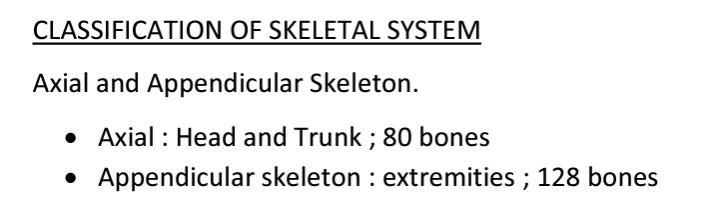 CLASSIFICATION OF SKELETAL SYSTEM
Axial and Appendicular Skeleton.
• Axial : Head and Trunk ; 80 bones
• Appendicular skeleton : extremities ; 128 bones